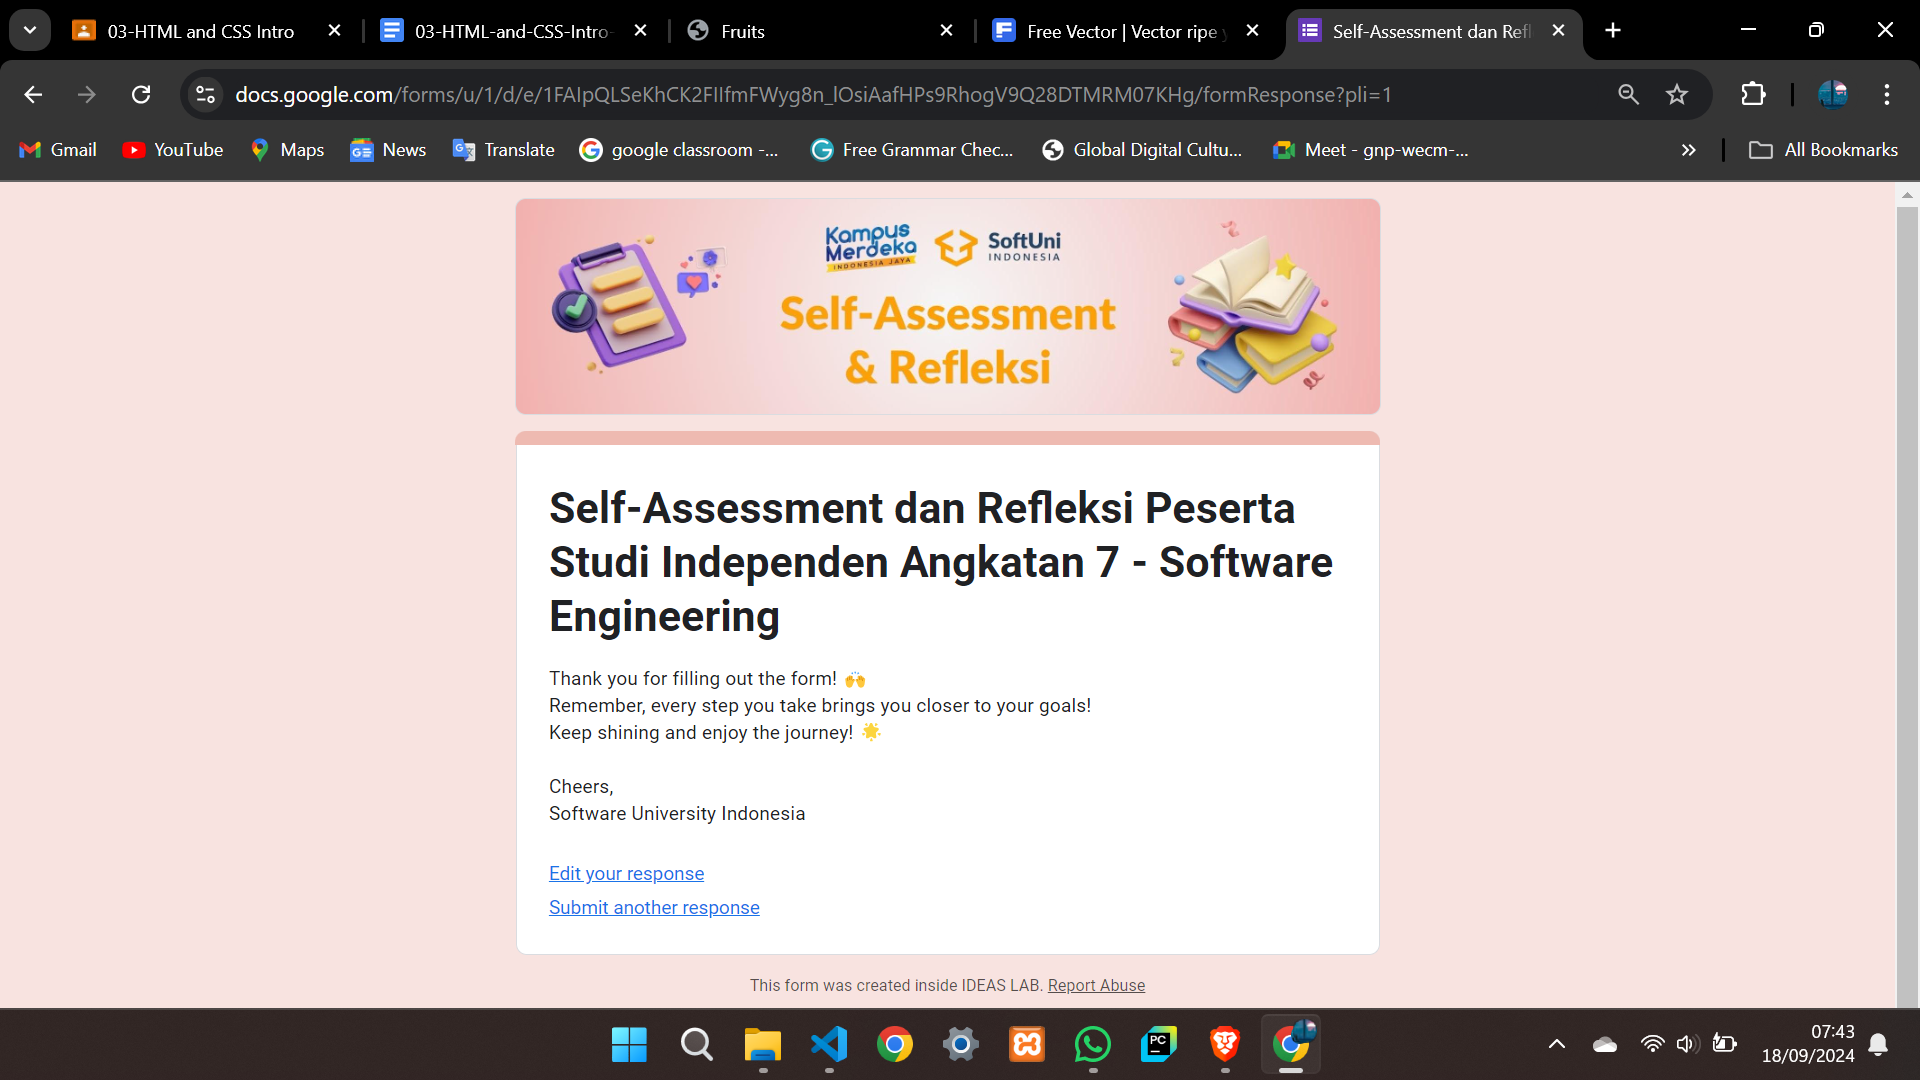 03-HTML and CSS Intro
03-HTML-and-CSS-Intro-
Fruits
Free Vector | Vector ripe
Self-Assessment dan Refl
docs.google.com/forms/u/1/d/e/1FAIpQLSeKhCK2FIIfmFWyg8n_lOsiAafHPs9RhogV9Q28DTMRM07KHg/formResponse?pli=1
Gmail
YouTube
Maps
News
Translate
google classroom -...
Free Grammar Chec...
Global Digital Cultu...
Meet - gnp-wecm-...
All Bookmarks
Kampus
Merdeka
INDONESIA JAYA
SoftUni
INDONESIA
Self-Assessment
& Refleksi
Self-Assessment dan Refleksi Peserta
Studi Independen Angkatan 7 - Software
Engineering
Thank you for filling out the form! 🙌
Remember, every step you take brings you closer to your goals!
Keep shining and enjoy the journey! 🌟
Cheers,
Software University Indonesia
Edit your response
Submit another response
This form was created inside IDEAS LAB. Report Abuse
PC
07:43
18/09/2024